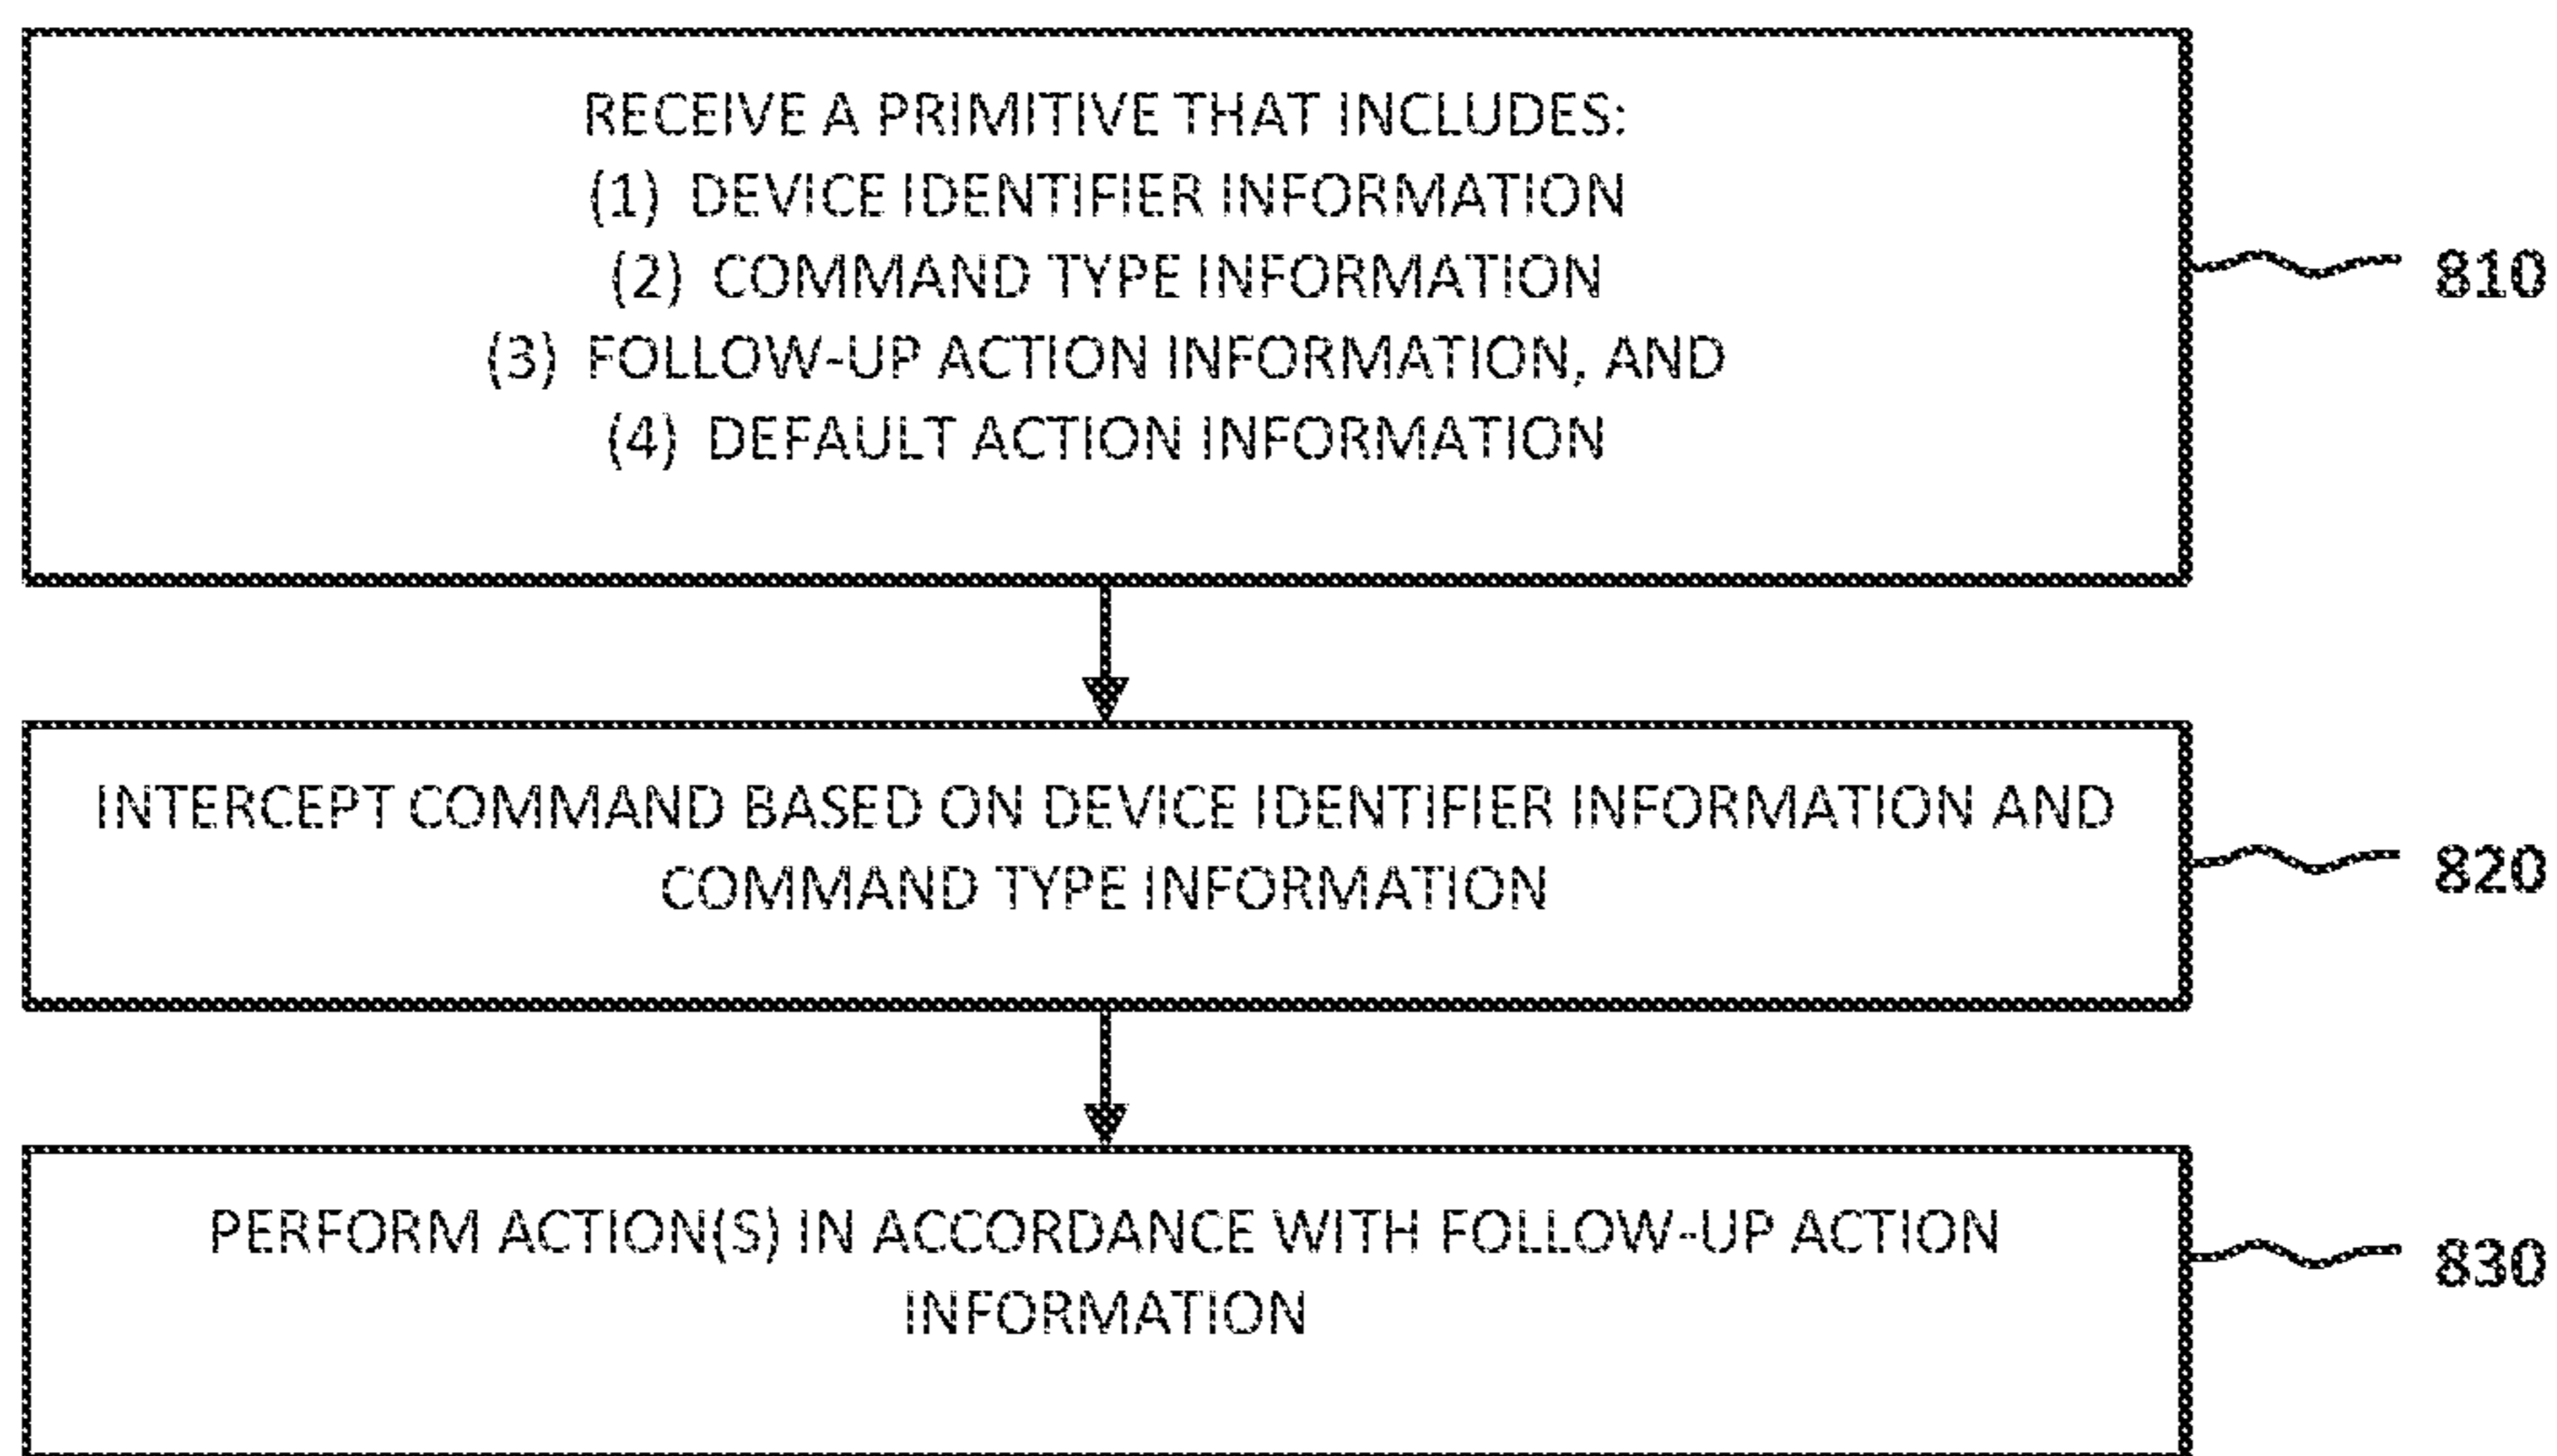 RECEIVE A PRIMITIVE THAT INCLUDES:
(1) DEVICE IDENTIFIER INFORMATION
(2) COMMAND TYPE INFORMATION
(3) FOLLOW-UP ACTION INFORMATION, AND
(4) DEFAULT ACTION INFORMATION
810
INTERCEPT COMMAND BASED ON DEVICE IDENTIFIER INFORMATION AND
COMMAND TYPE INFORMATION
820
PERFORM ACTION(S) IN ACCORDANCE WITH FOLLOW-UP ACTION
INFORMATION
830